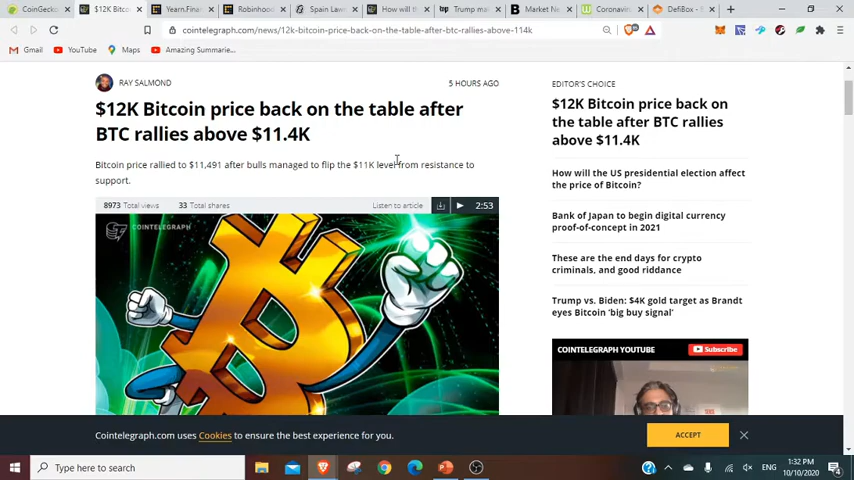 CoinGecko
$12K Bitco
Yearn.Finan
Robinhood
Spain Lawr
How will th
Trump mak
Market Ne
Coronavir
DefiBox -
cointelegraph.com/news/12k-bitcoin-price-back-on-the-table-after-btc-rallies-above-114k
Gmail
YouTube
Maps
Amazing Summarie...
RAY SALMOND
5 HOURS AGO
$12K Bitcoin price back on the table after
BTC rallies above $11.4K
Bitcoin price rallied to $11,491 after bulls managed to flip the $11K level from resistance to
support.
8973 Total views
33 Total shares
Listen to article
2:53
COINTELEGRAPH
EDITOR'S CHOICE
$12K Bitcoin price back on
the table after BTC rallies
above $11.4K
How will the US presidential election affect
the price of Bitcoin?
Bank of Japan to begin digital currency
proof-of-concept in 2021
These are the end days for crypto
criminals, and good riddance
Trump vs. Biden: $4K gold target as Brandt
eyes Bitcoin 'big buy signal'
COINTELEGRAPH YOUTUBE
Subscribe
Cointelegraph.com uses Cookies to ensure the best experience for you.
ACCEPT
Type here to search
ENG
1:32 PM
10/10/2020
4